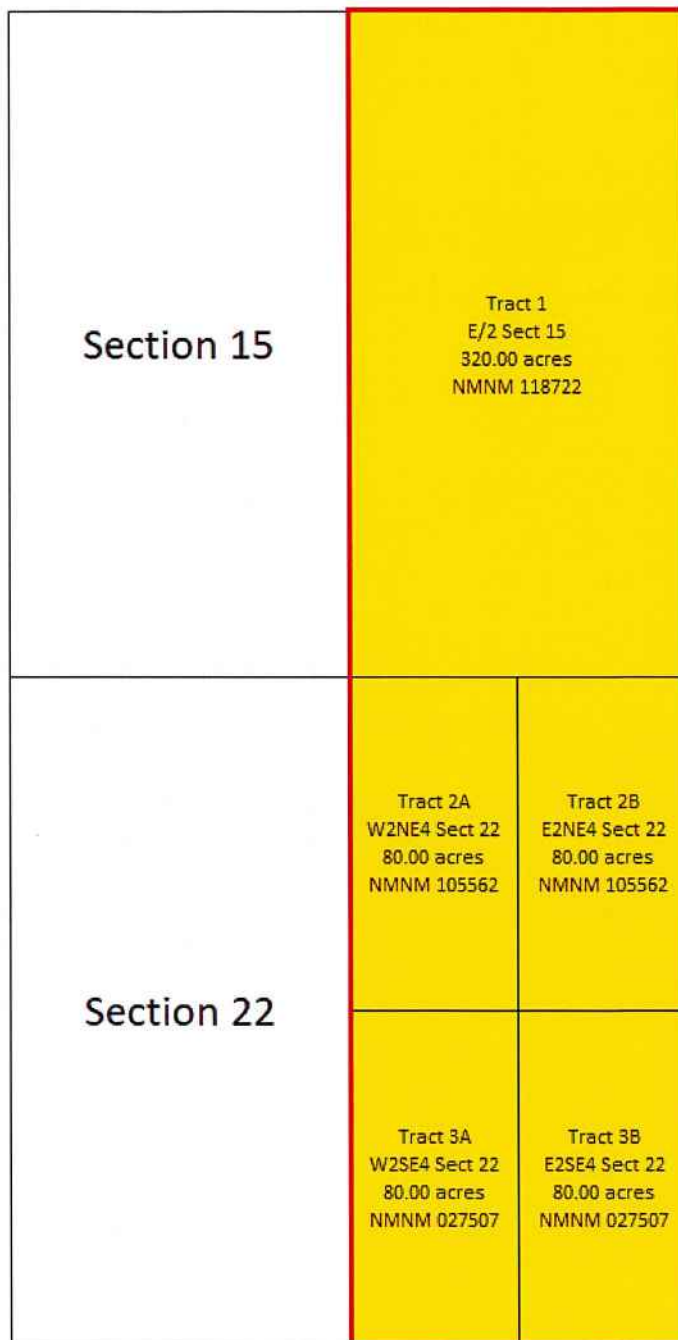 Section 15
Tract 1
E/2 Sect 15
320.00 acres
NMNM 118722
Section 22
Tract 2A
W2NE4 Sect 22
80.00 acres
NMNM 105562
Tract 2B
E2NE4 Sect 22
80.00 acres
NMNM 105562
Tract 3A
W2SE4 Sect 22
80.00 acres
NMNM 027507
Tract 3B
E2SE4 Sect 22
80.00 acres
NMNM 027507